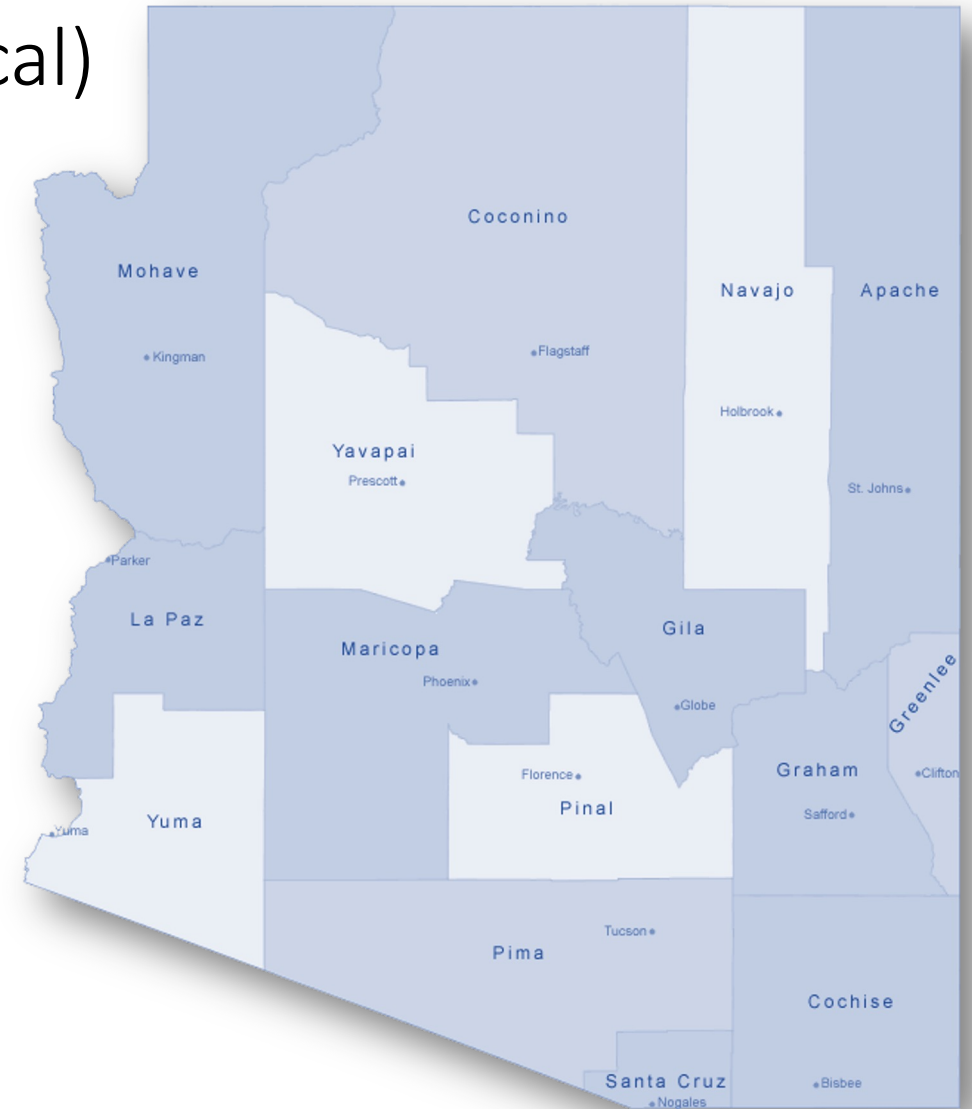 cal)
Coconino
Mohave
Navajo
Apache
Flagstaff
Kingman
Holbrook
Yavapai
Prescott
St. Johns
Parker
La Paz
Gila
Maricopa
Phoenix
Greenlee
Globe
Graham
Clifton
Florence
Pinal
Safford
Yuma
Yuma
Tucson
Pima
Cochise
Santa Cruz
Bisbee
Nogales